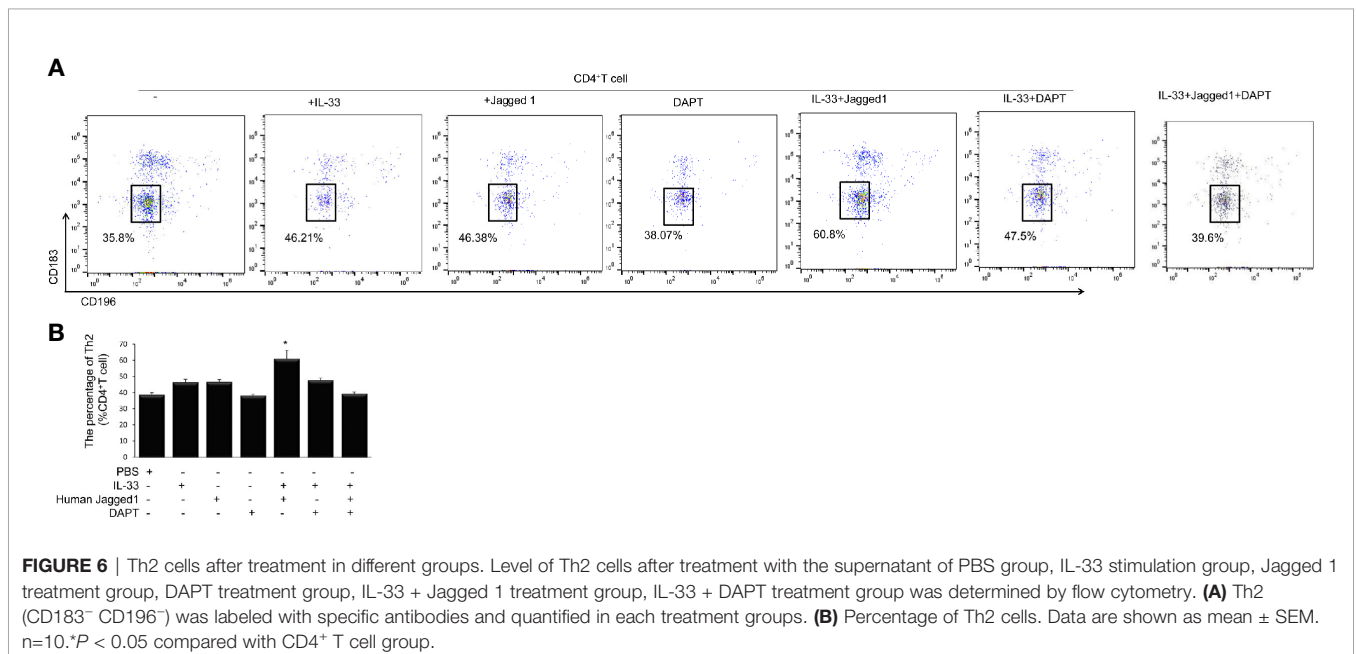 A
CD4+T cell
-
+IL-33
+Jagged 1
DAPT
IL-33+Jagged1
IL-33+DAPT
IL-33+Jagged1+DAPT
35.8%
46.21%
46.38%
38.07%
60.8%
47.5%
39.6%
CD183
CD196
B
The percentage of Th2
(%CD4+T cell)
70
60
50
40
30
20
10
0
*
PBS + - - - - - -
IL-33 - + - - + + +
Human Jagged1 - - + - + - +
DAPT - - - + - + +
FIGURE 6 | Th2 cells after treatment in different groups. Level of Th2 cells after treatment with the supernatant of PBS group, IL-33 stimulation group, Jagged 1
treatment group, DAPT treatment group, IL-33 + Jagged 1 treatment group, IL-33 + DAPT treatment group was determined by flow cytometry. (A) Th2
(CD183− CD196−) was labeled with specific antibodies and quantified in each treatment groups. (B) Percentage of Th2 cells. Data are shown as mean ± SEM.
n=10.*P < 0.05 compared with CD4+ T cell group.